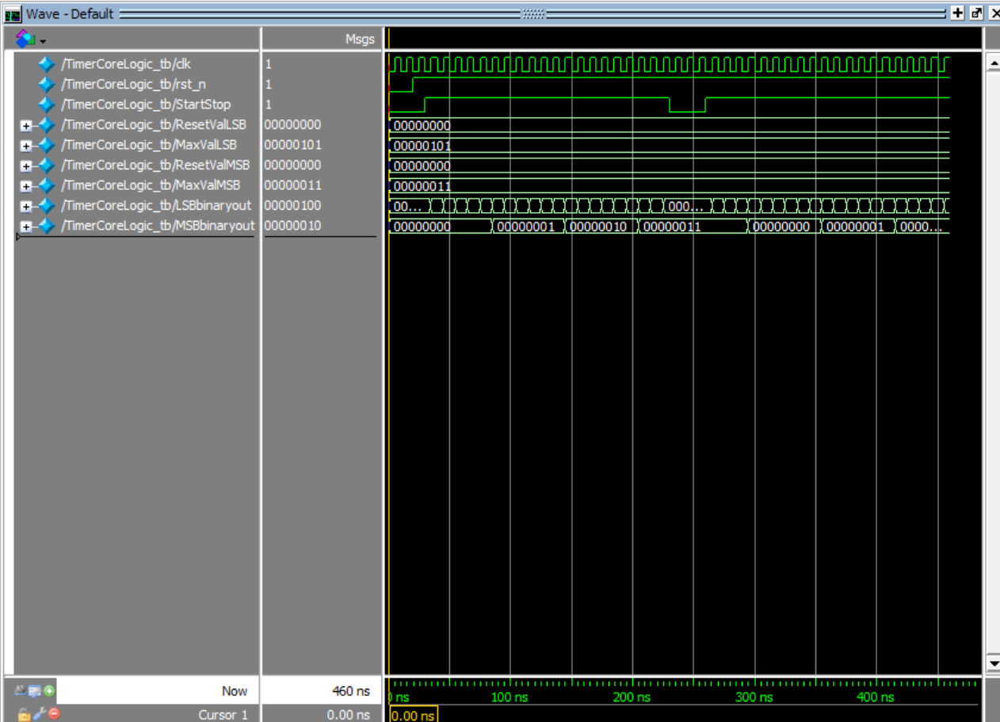 Wave - Default
Msgs
/TimerCoreLogic_tb/clk 1
/TimerCoreLogic_tb/rst_n 1
/TimerCoreLogic_tb/StartStop 1
/TimerCoreLogic_tb/ResetValLSB 00000000 00000000
/TimerCoreLogic_tb/MaxValLSB 00000101 00000101
/TimerCoreLogic_tb/ResetValMSB 00000000 00000000
/TimerCoreLogic_tb/MaxValMSB 00000011 00000011
/TimerCoreLogic_tb/LSBbinaryout 00000100 00... 000...
/TimerCoreLogic_tb/MSBbinaryout 00000010 00000000 00000001 00000010 00000011 00000000 00000001 0000...
Now 460 ns
ns 100 ns 200 ns 300 ns 400 ns
Cursor 1 0.00 ns 0.00 ns